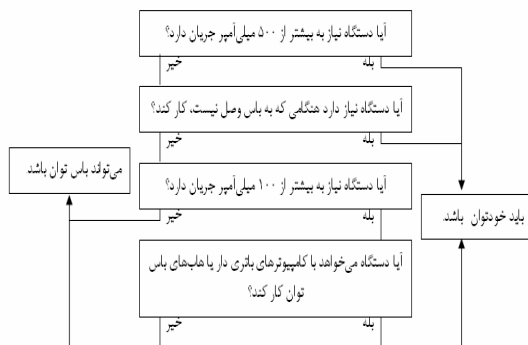 آیا دستگاه نیاز به بیشتر از ۵۰۰ میلی‌آمپر جریان دارد؟
بله
خیر
آیا دستگاه نیاز دارد هنگامی که به باس وصل نیست، کار کند؟
بله
خیر
می‌تواند باس توان باشد.
آیا دستگاه نیاز به بیشتر از ۱۰۰ میلی‌آمپر جریان دارد؟
بله
خیر
باید خودتوان باشد.
آیا دستگاه می‌خواهد با کامپیوترهای باتری دار یا هاب‌های باس
توان کار کند؟
بله
خیر